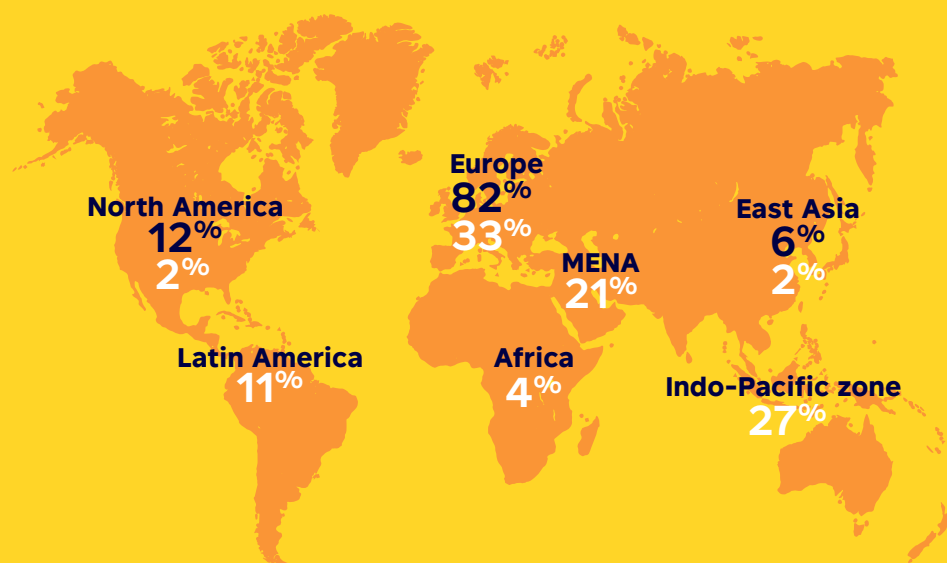 Europe
82%
33%
North America
12%
2%
East Asia
6%
2%
MENA
21%
Latin America
11%
Africa
4%
Indo-Pacific zone
27%